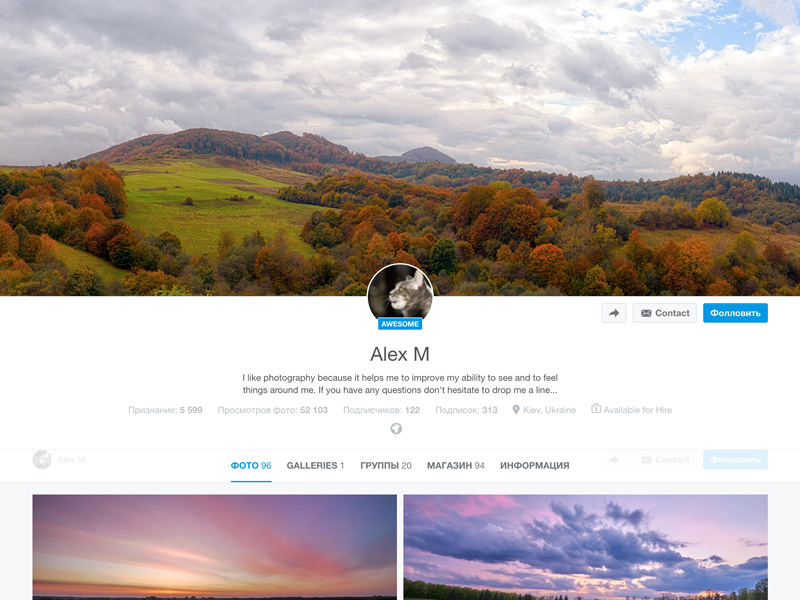 Contact
Фолловить
AWESOME
Alex M
I like photography because it helps me to improve my ability to see and to feel
things around me. If you have any questions don't hesitate to drop me a line...
Признание: 5 599 Просмотров фото: 52 103 Подписчиков: 122 Подписок: 313 Kiev, Ukraine Available for Hire
Alex M
ФОТО 96 GALLERIES 1 ГРУППЫ 20 МАГАЗИН 94 ИНФОРМАЦИЯ
Contact
Фолловить